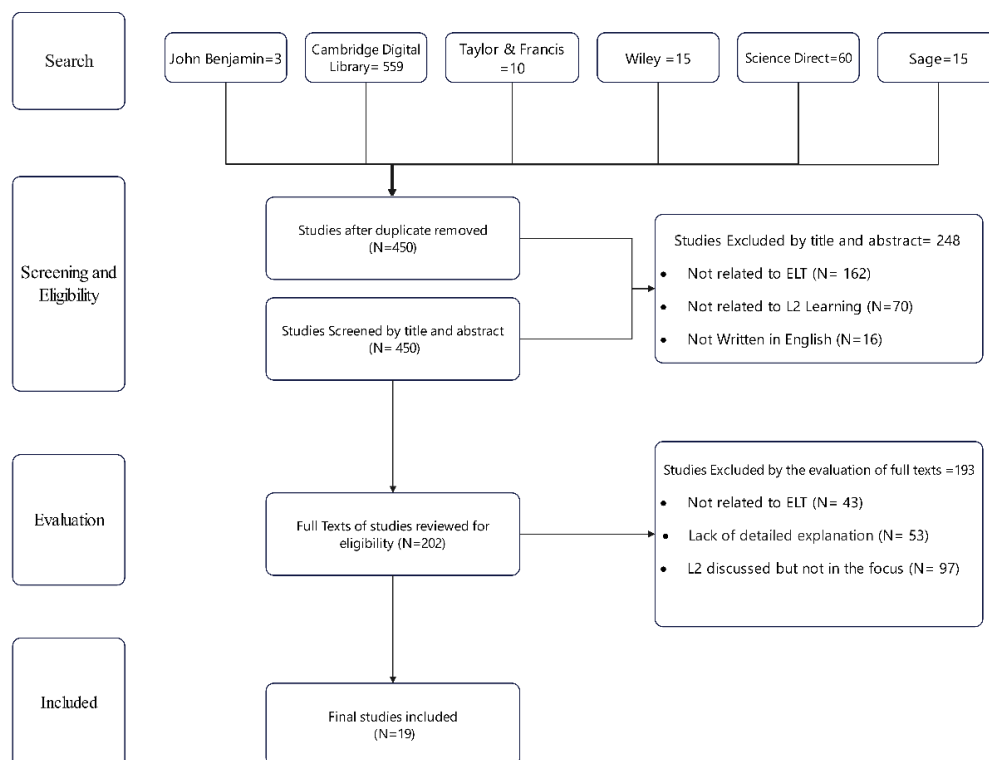 Search
John Benjamin=3
Cambridge Digital
Library= 559
Taylor & Francis
=10
Wiley =15
Science Direct=60
Sage=15
Screening and
Eligibility
Studies after duplicate removed
(N=450)
Studies Screened by title and abstract
(N= 450)
Studies Excluded by title and abstract= 248
• Not related to ELT (N= 162)
• Not related to L2 Learning (N=70)
• Not Written in English (N=16)
Evaluation
Full Texts of studies reviewed for
eligibility (N=202)
Studies Excluded by the evaluation of full texts =193
• Not related to ELT (N= 43)
• Lack of detailed explanation (N= 53)
• L2 discussed but not in the focus (N= 97)
Included
Final studies included
(N=19)